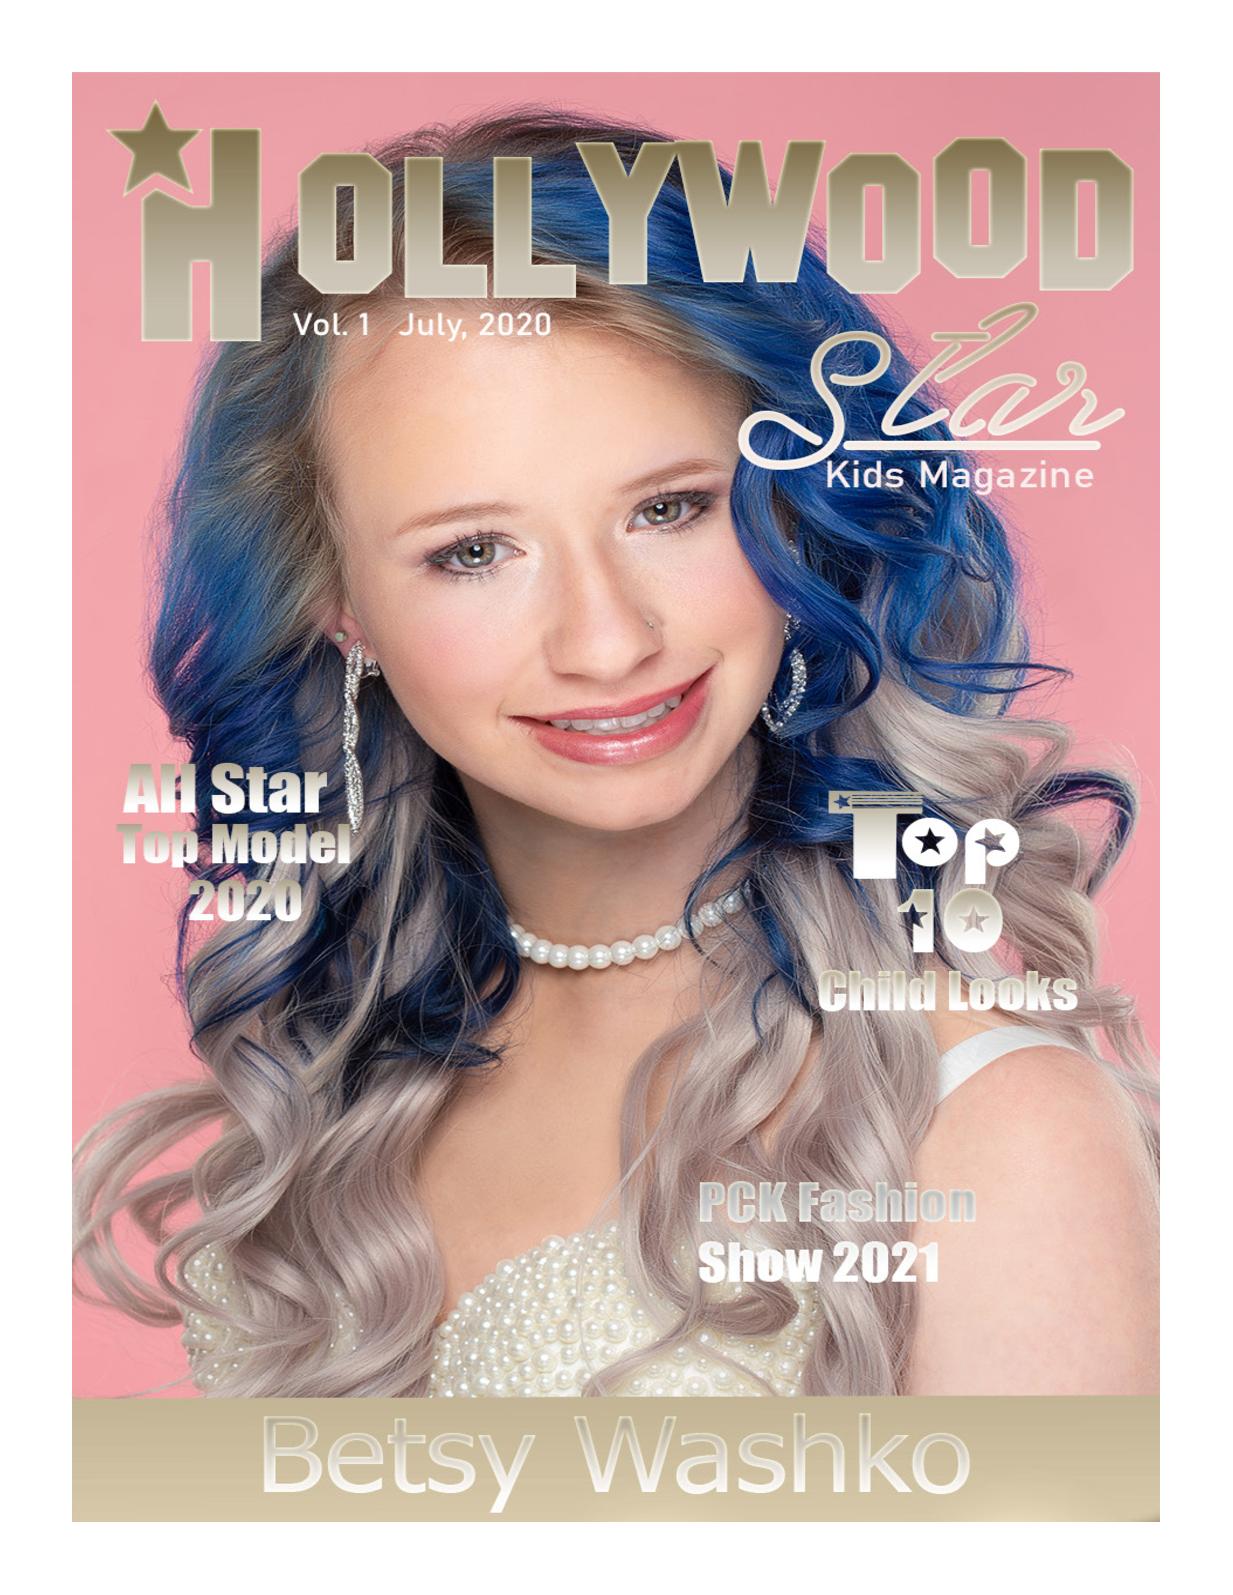 HOLLYWOOD
Vol. 1 July, 2020
Star
Kids Magazine
All Star
Top Model
2020
Top
10
Child Looks
PCK Fashion
Show 2021
Betsy Washko